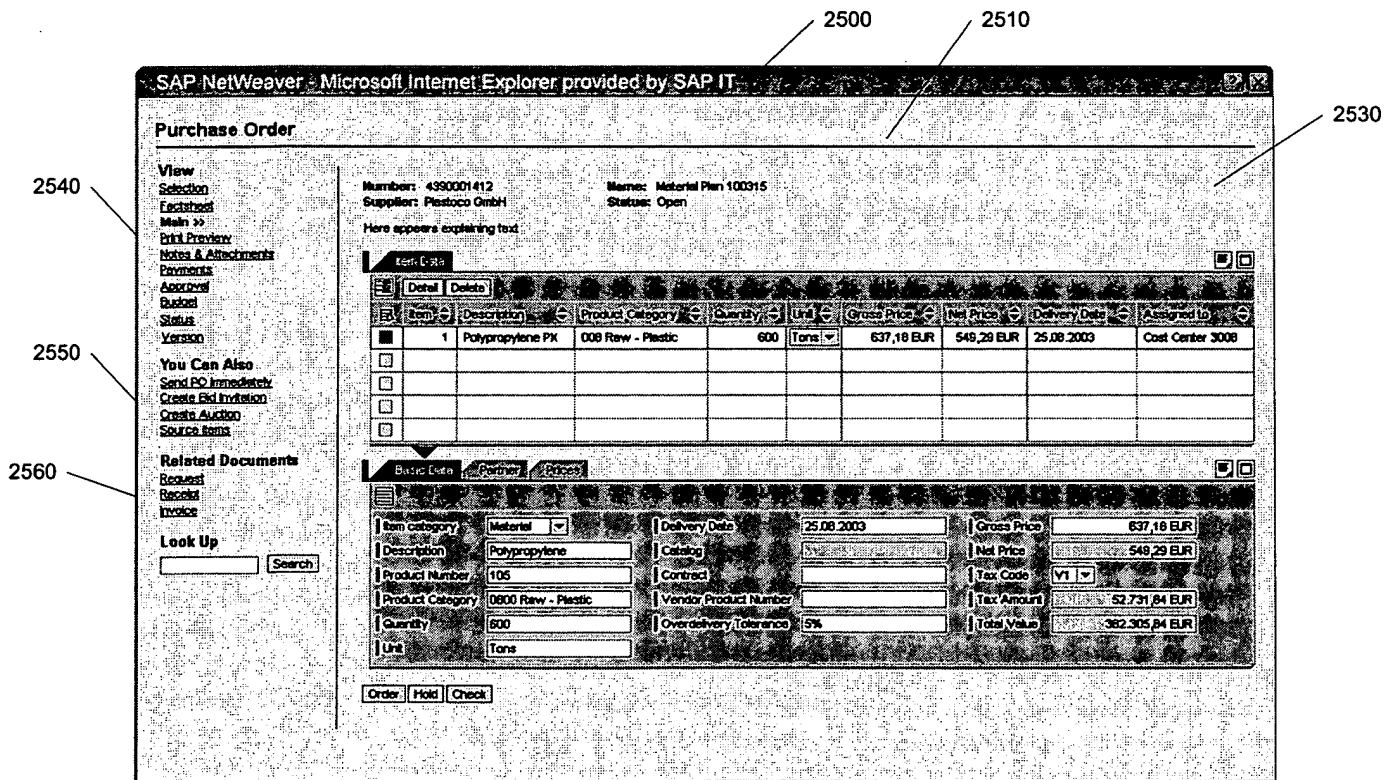 2500
2510
SAP NetWeaver - Microsoft Internet Explorer provided by SAP IT
Purchase Order
2530
View
2540
Selection
Factsheet
Main >>
Print Preview
Notes & Attachments
Payments
Approval
Budget
Status
Version
2550
You Can Also
Send PO Immediately
Create Bid Invitation
Create Auction
Source Items
2560
Related Documents
Request
Receipt
Invoice
Look Up
Search
Number: 4390001412 Name: Material Plan 100315
Supplier: Plastoco GmbH Status: Open
Here appears explaining text
Item Data
Detail Delete
Item Description Product Category Quantity Unit Gross Price Net Price Delivery Date Assigned to
1 Polypropylene PX 008 Raw - Plastic 600 Tons 637,18 EUR 549,29 EUR 25.08.2003 Cost Center 3008
Basic Data Partner Prices
Item category Material Delivery Date 25.08.2003 Gross Price 637,18 EUR
Description Polypropylene Catalog Net Price 549,29 EUR
Product Number 105 Contract Tax Code V1
Product Category 0800 Raw - Plastic Vendor Product Number Tax Amount 52.731,84 EUR
Quantity 600 Overdelivery Tolerance 5% Total Value 382.305,84 EUR
Unit Tons
Order Hold Check